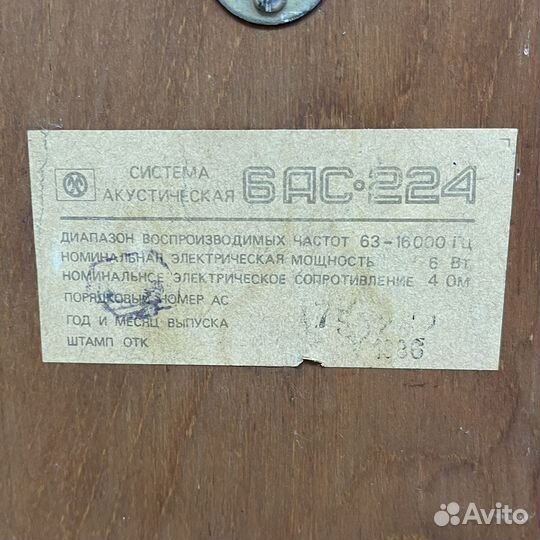 СИСТЕМА
АКУСТИЧЕСКАЯ
6АС-224
ДИАПАЗОН ВОСПРОИЗВОДИМЫХ ЧАСТОТ 63-16000 ГЦ
НОМИНАЛЬНАЯ ЭЛЕКТРИЧЕСКАЯ МОЩНОСТЬ 6 ВТ
НОМИНАЛЬНОЕ ЭЛЕКТРИЧЕСКОЕ СОПРОТИВЛЕНИЕ 4 ОМ
ПОРЯДКОВЫЙ НОМЕР АС
ГОД И МЕСЯЦ ВЫПУСКА
ШТАМП ОТК
1986
Avito